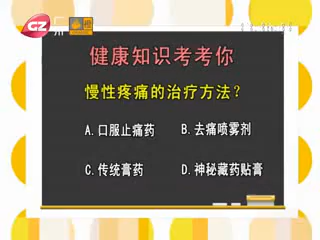 GZ
健康知识考考你
慢性疼痛的治疗方法？
A.口服止痛药
B.去痛喷雾剂
C.传统膏药
D.神秘藏药贴膏